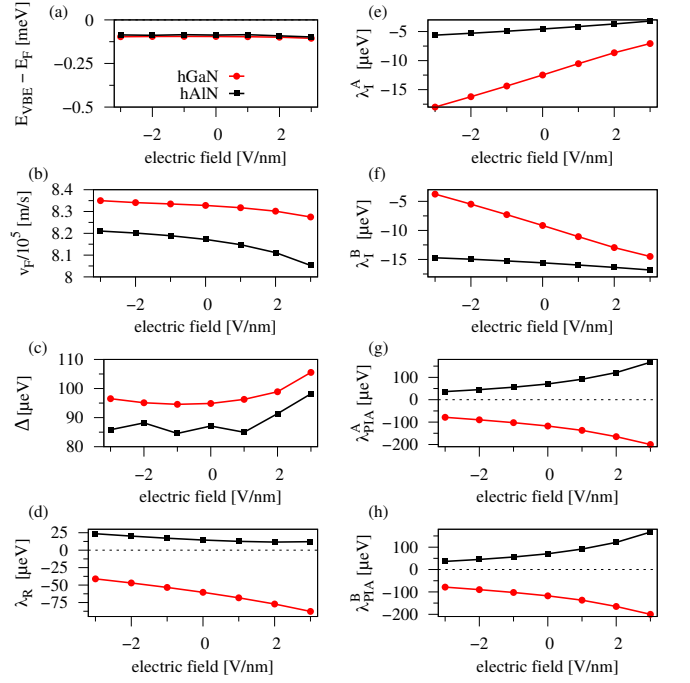 (a)
E_VBE − E_F [meV]
0
−0.25
−0.5
hGaN
hAlN
−2 0 2
electric field [V/nm]
(b)
v_F/10^5 [m/s]
8.4
8.3
8.2
8.1
8
−2 0 2
electric field [V/nm]
(c)
Δ [μeV]
110
100
90
80
−2 0 2
electric field [V/nm]
(d)
λ_R [μeV]
25
0
−25
−50
−75
−2 0 2
electric field [V/nm]
(e)
λ_I^A [μeV]
−5
−10
−15
−2 0 2
electric field [V/nm]
(f)
λ_I^B [μeV]
−5
−10
−15
−2 0 2
electric field [V/nm]
(g)
λ_PIA^A [μeV]
100
0
−100
−200
−2 0 2
electric field [V/nm]
(h)
λ_PIA^B [μeV]
100
0
−100
−200
−2 0 2
electric field [V/nm]